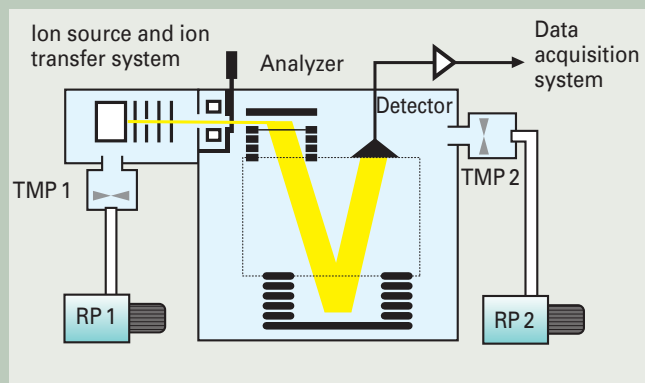 Ion source and ion
transfer system
Analyzer
Data
acquisition
system
Detector
TMP 1
TMP 2
RP 1
RP 2